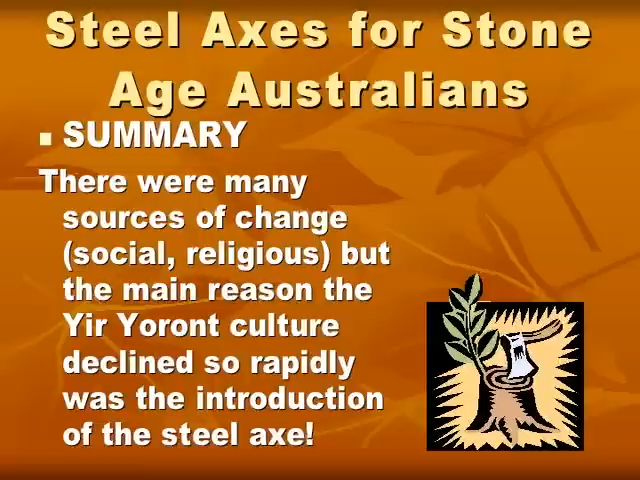 Steel Axes for Stone
Age Australians
SUMMARY
There were many
sources of change
(social, religious) but
the main reason the
Yir Yoront culture
declined so rapidly
was the introduction
of the steel axe!